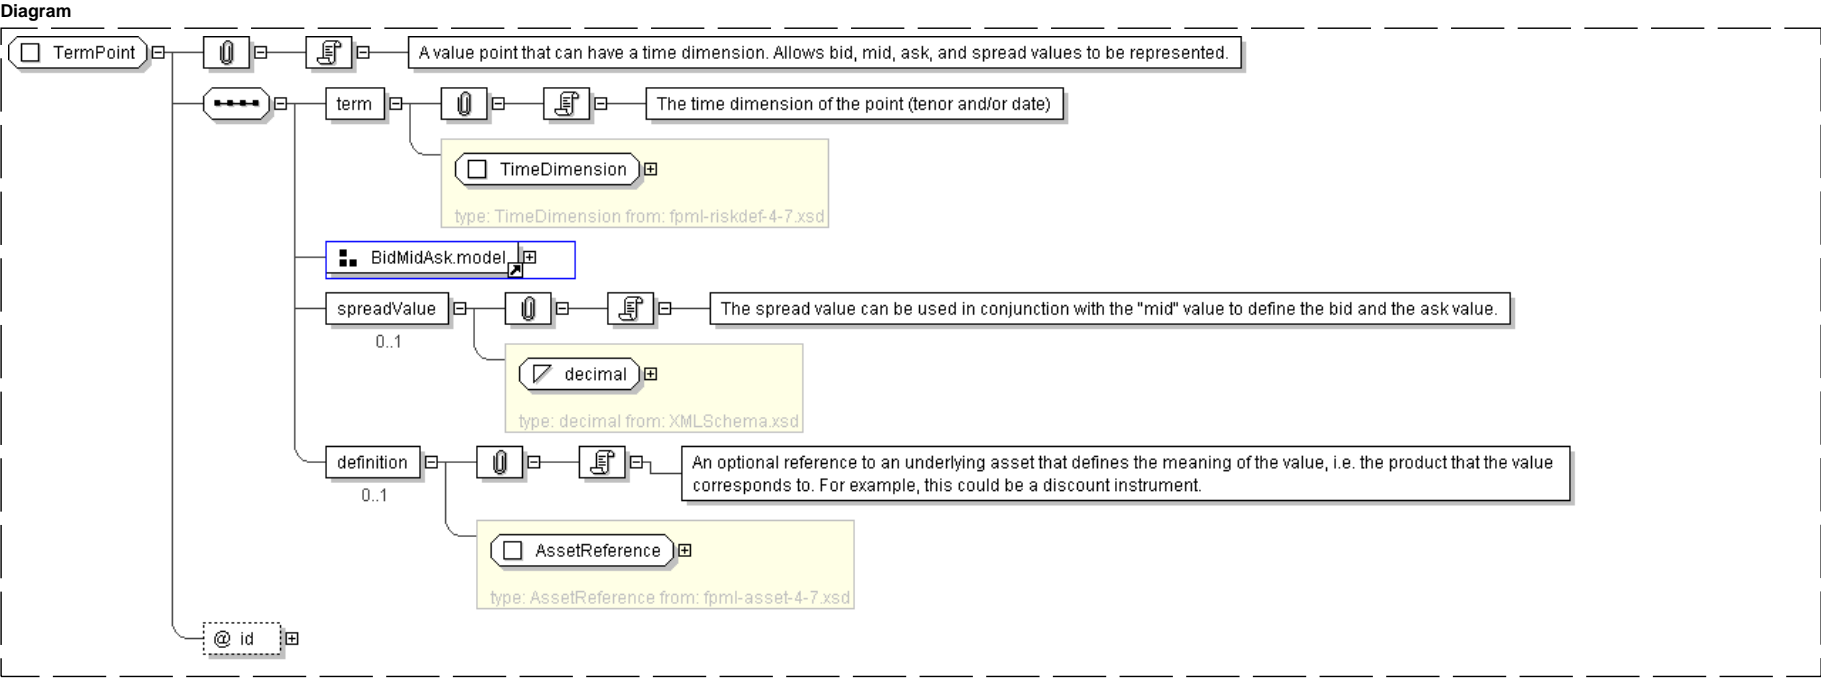 Diagram
TermPoint
A value point that can have a time dimension. Allows bid, mid, ask, and spread values to be represented.
term
The time dimension of the point (tenor and/or date)
TimeDimension
type: TimeDimension from: fpml-riskdef-4-7.xsd
BidMidAsk.model
spreadValue
The spread value can be used in conjunction with the "mid" value to define the bid and the ask value.
0..1
decimal
type: decimal from: XMLSchema.xsd
definition
An optional reference to an underlying asset that defines the meaning of the value, i.e. the product that the value
corresponds to. For example, this could be a discount instrument.
0..1
AssetReference
type: AssetReference from: fpml-asset-4-7.xsd
@ id